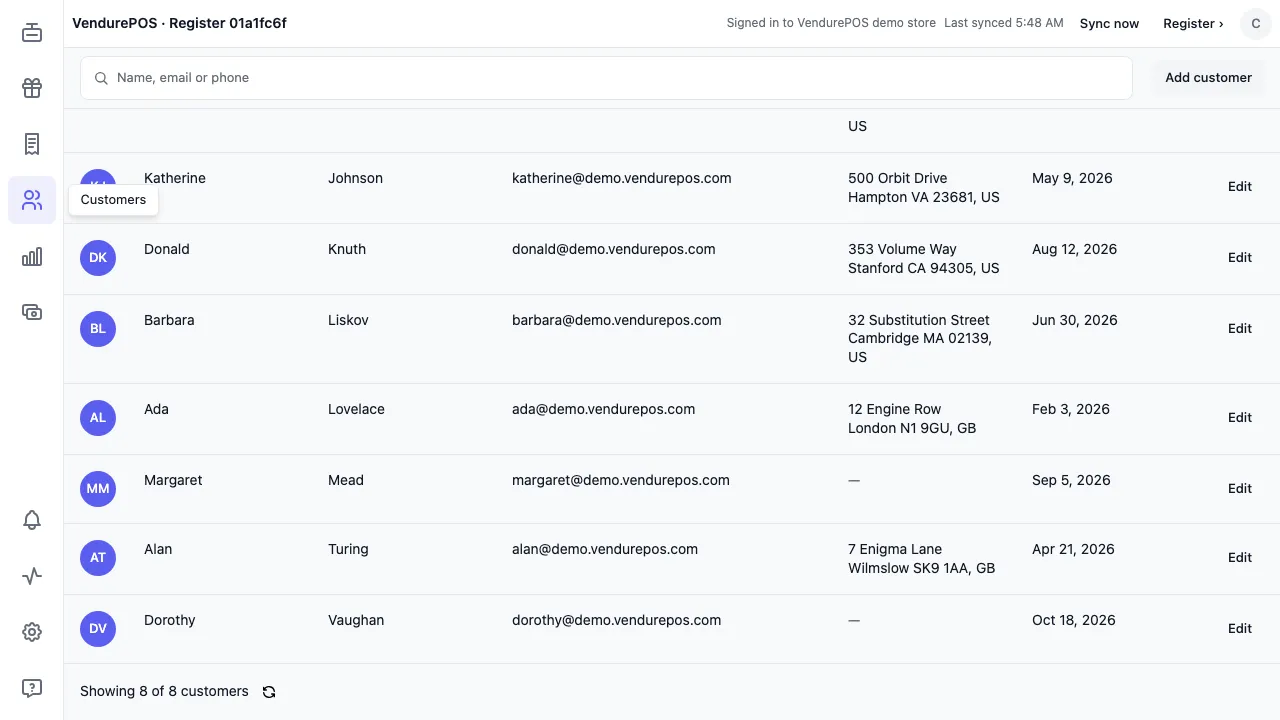 VendurePOS · Register 01a1fc6f
Signed in to VendurePOS demo store Last synced 5:48 AM Sync now Register ›
C
Name, email or phone
Add customer
US
Katherine Johnson katherine@demo.vendurepos.com 500 Orbit Drive May 9, 2026
Hampton VA 23681, US
Edit
Customers
DK Donald Knuth donald@demo.vendurepos.com 353 Volume Way Aug 12, 2026
Stanford CA 94305, US
Edit
BL Barbara Liskov barbara@demo.vendurepos.com 32 Substitution Street Jun 30, 2026
Cambridge MA 02139,
US
Edit
AL Ada Lovelace ada@demo.vendurepos.com 12 Engine Row Feb 3, 2026
London N1 9GU, GB
Edit
MM Margaret Mead margaret@demo.vendurepos.com — Sep 5, 2026
Edit
AT Alan Turing alan@demo.vendurepos.com 7 Enigma Lane Apr 21, 2026
Wilmslow SK9 1AA, GB
Edit
DV Dorothy Vaughan dorothy@demo.vendurepos.com — Oct 18, 2026
Edit
Showing 8 of 8 customers